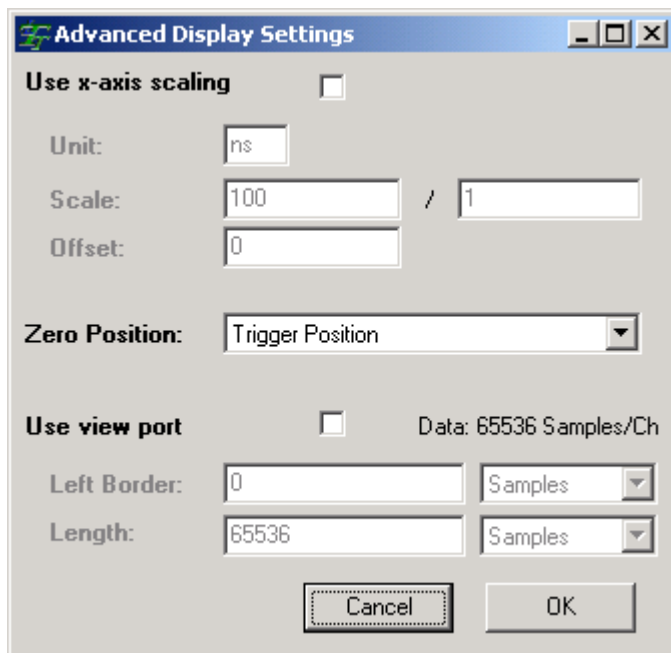 Advanced Display Settings
Use x-axis scaling
Unit: ns
Scale: 100 / 1
Offset: 0
Zero Position: Trigger Position
Use view port Data: 65536 Samples/Ch
Left Border: 0 Samples
Length: 65536 Samples
Cancel OK